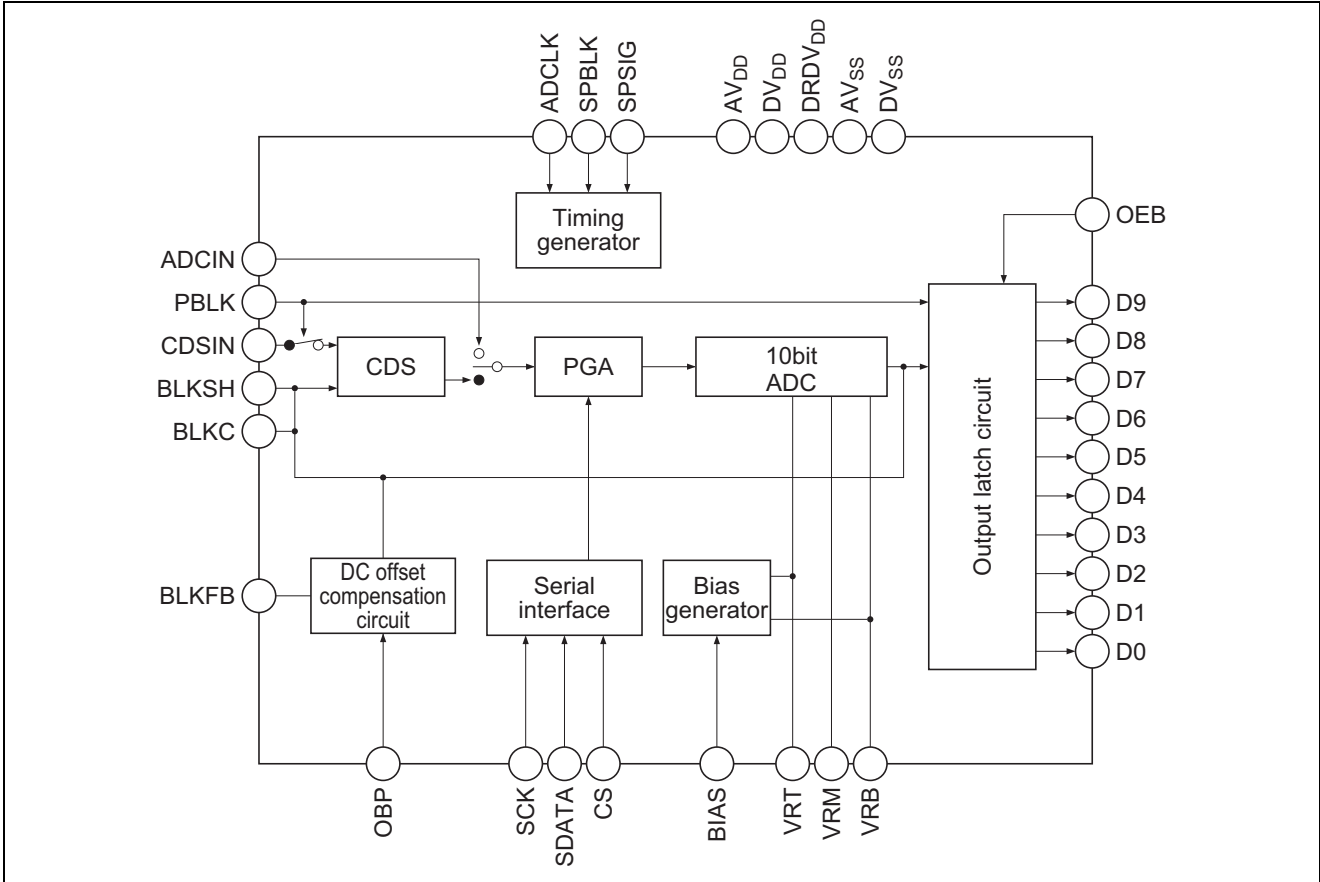 ADCLK
SPBLK
SPSIG
AVDD
DVDD
DRDVDD
AVSS
DVSS
Timing
generator
OEB
ADCIN
PBLK
CDSIN
BLKSH
BLKC
CDS
PGA
10bit
ADC
Output latch circuit
D9
D8
D7
D6
D5
D4
D3
D2
D1
D0
BLKFB
DC offset
compensation
circuit
Serial
interface
Bias
generator
OBP
SCK
SDATA
CS
BIAS
VRT
VRM
VRB